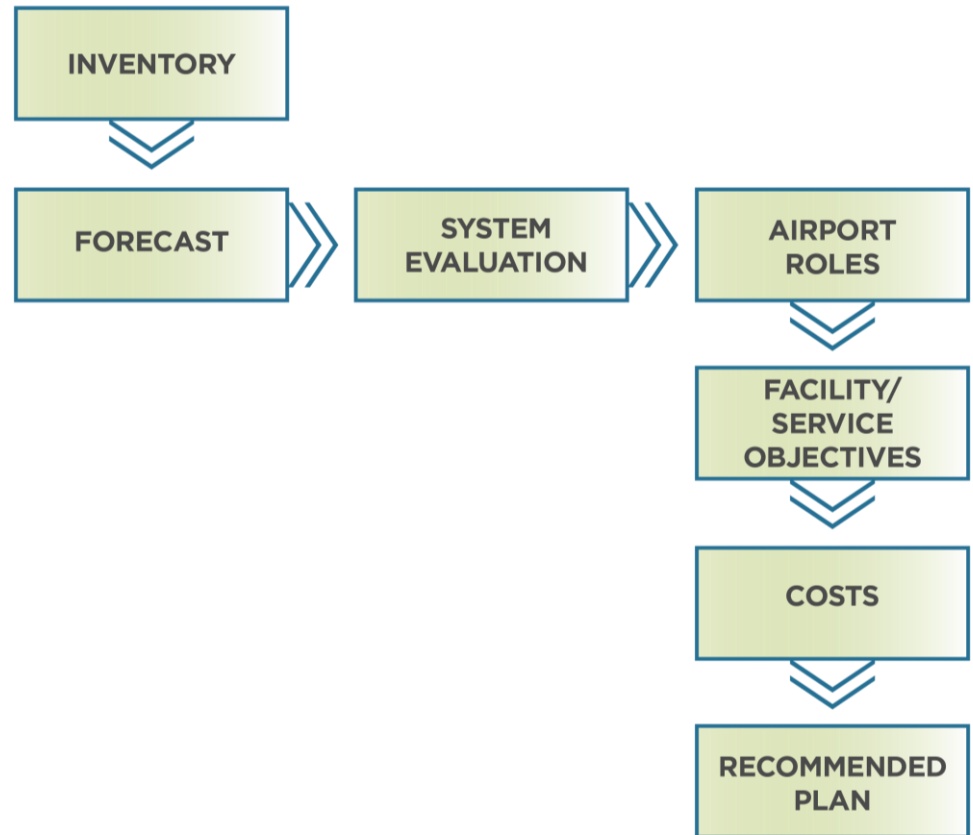 INVENTORY
FORECAST
SYSTEM
EVALUATION
AIRPORT
ROLES
FACILITY/
SERVICE
OBJECTIVES
COSTS
RECOMMENDED
PLAN